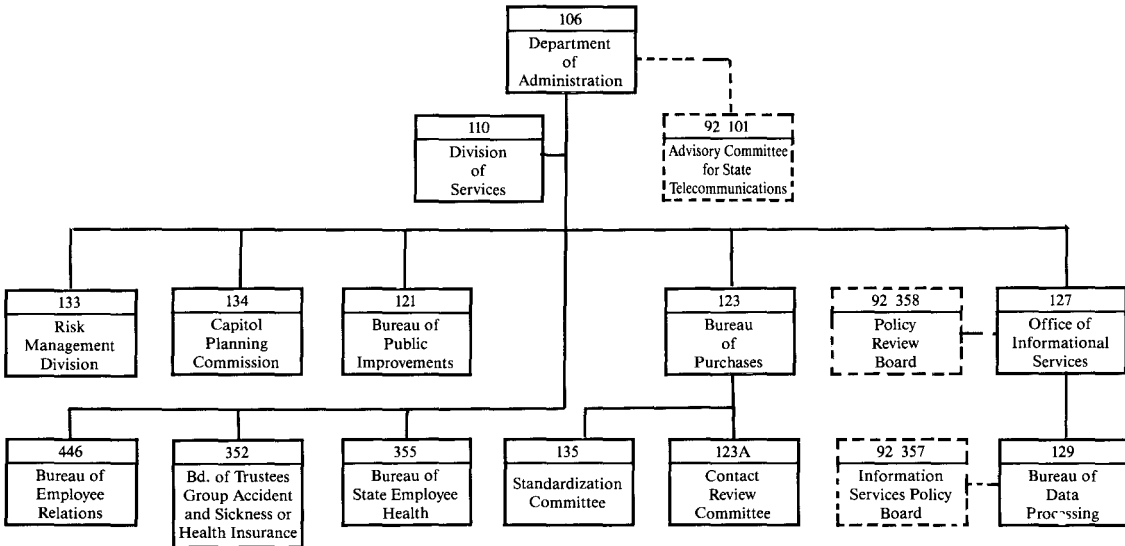 106
Department
of
Administration
110
Division
of
Services
92 101
Advisory Committee
for State
Telecommunications
133
Risk
Management
Division
134
Capitol
Planning
Commission
121
Bureau of
Public
Improvements
123
Bureau
of
Purchases
92 358
Policy
Review
Board
127
Office of
Informational
Services
446
Bureau of
Employee
Relations
352
Bd. of Trustees
Group Accident
and Sickness or
Health Insurance
355
Bureau of
State Employee
Health
135
Standardization
Committee
123A
Contact
Review
Committee
92 357
Information
Services Policy
Board
129
Bureau of
Data
Processing